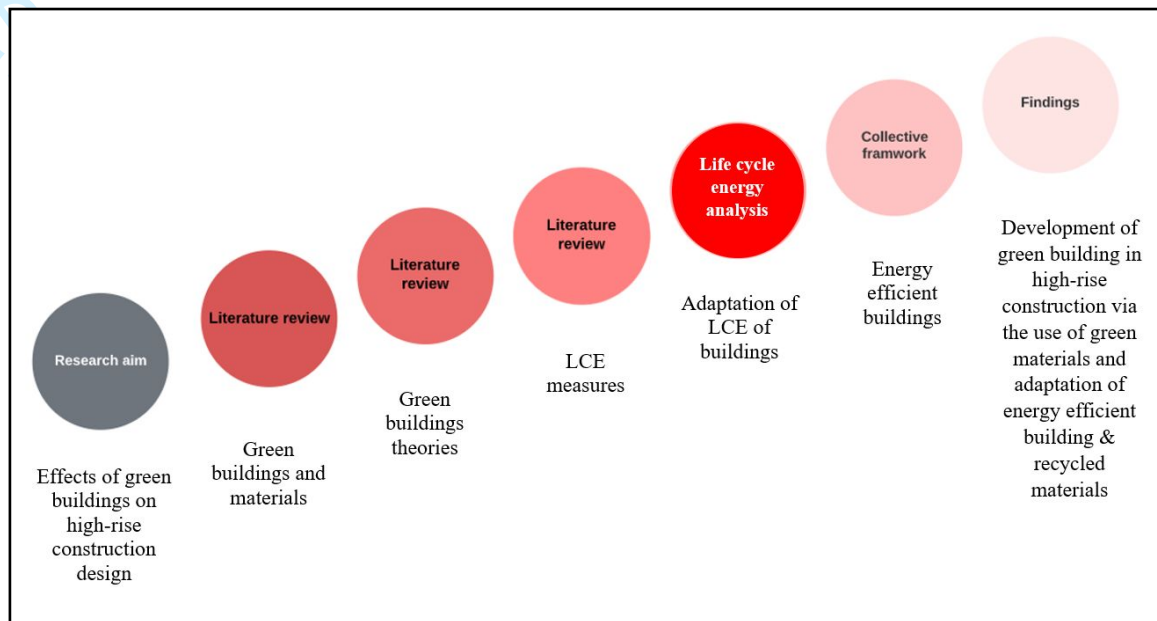 Research aim
Effects of green
buildings on
high-rise
construction
design
Literature review
Green
buildings and
materials
Literature
review
Green
buildings
theories
Literature
review
LCE
measures
Life cycle
energy
analysis
Adaptation of
LCE of
buildings
Collective
framwork
Energy
efficient
buildings
Findings
Development of
green building in
high-rise
construction via
the use of green
materials and
adaptation of
energy efficient
building &
recycled
materials